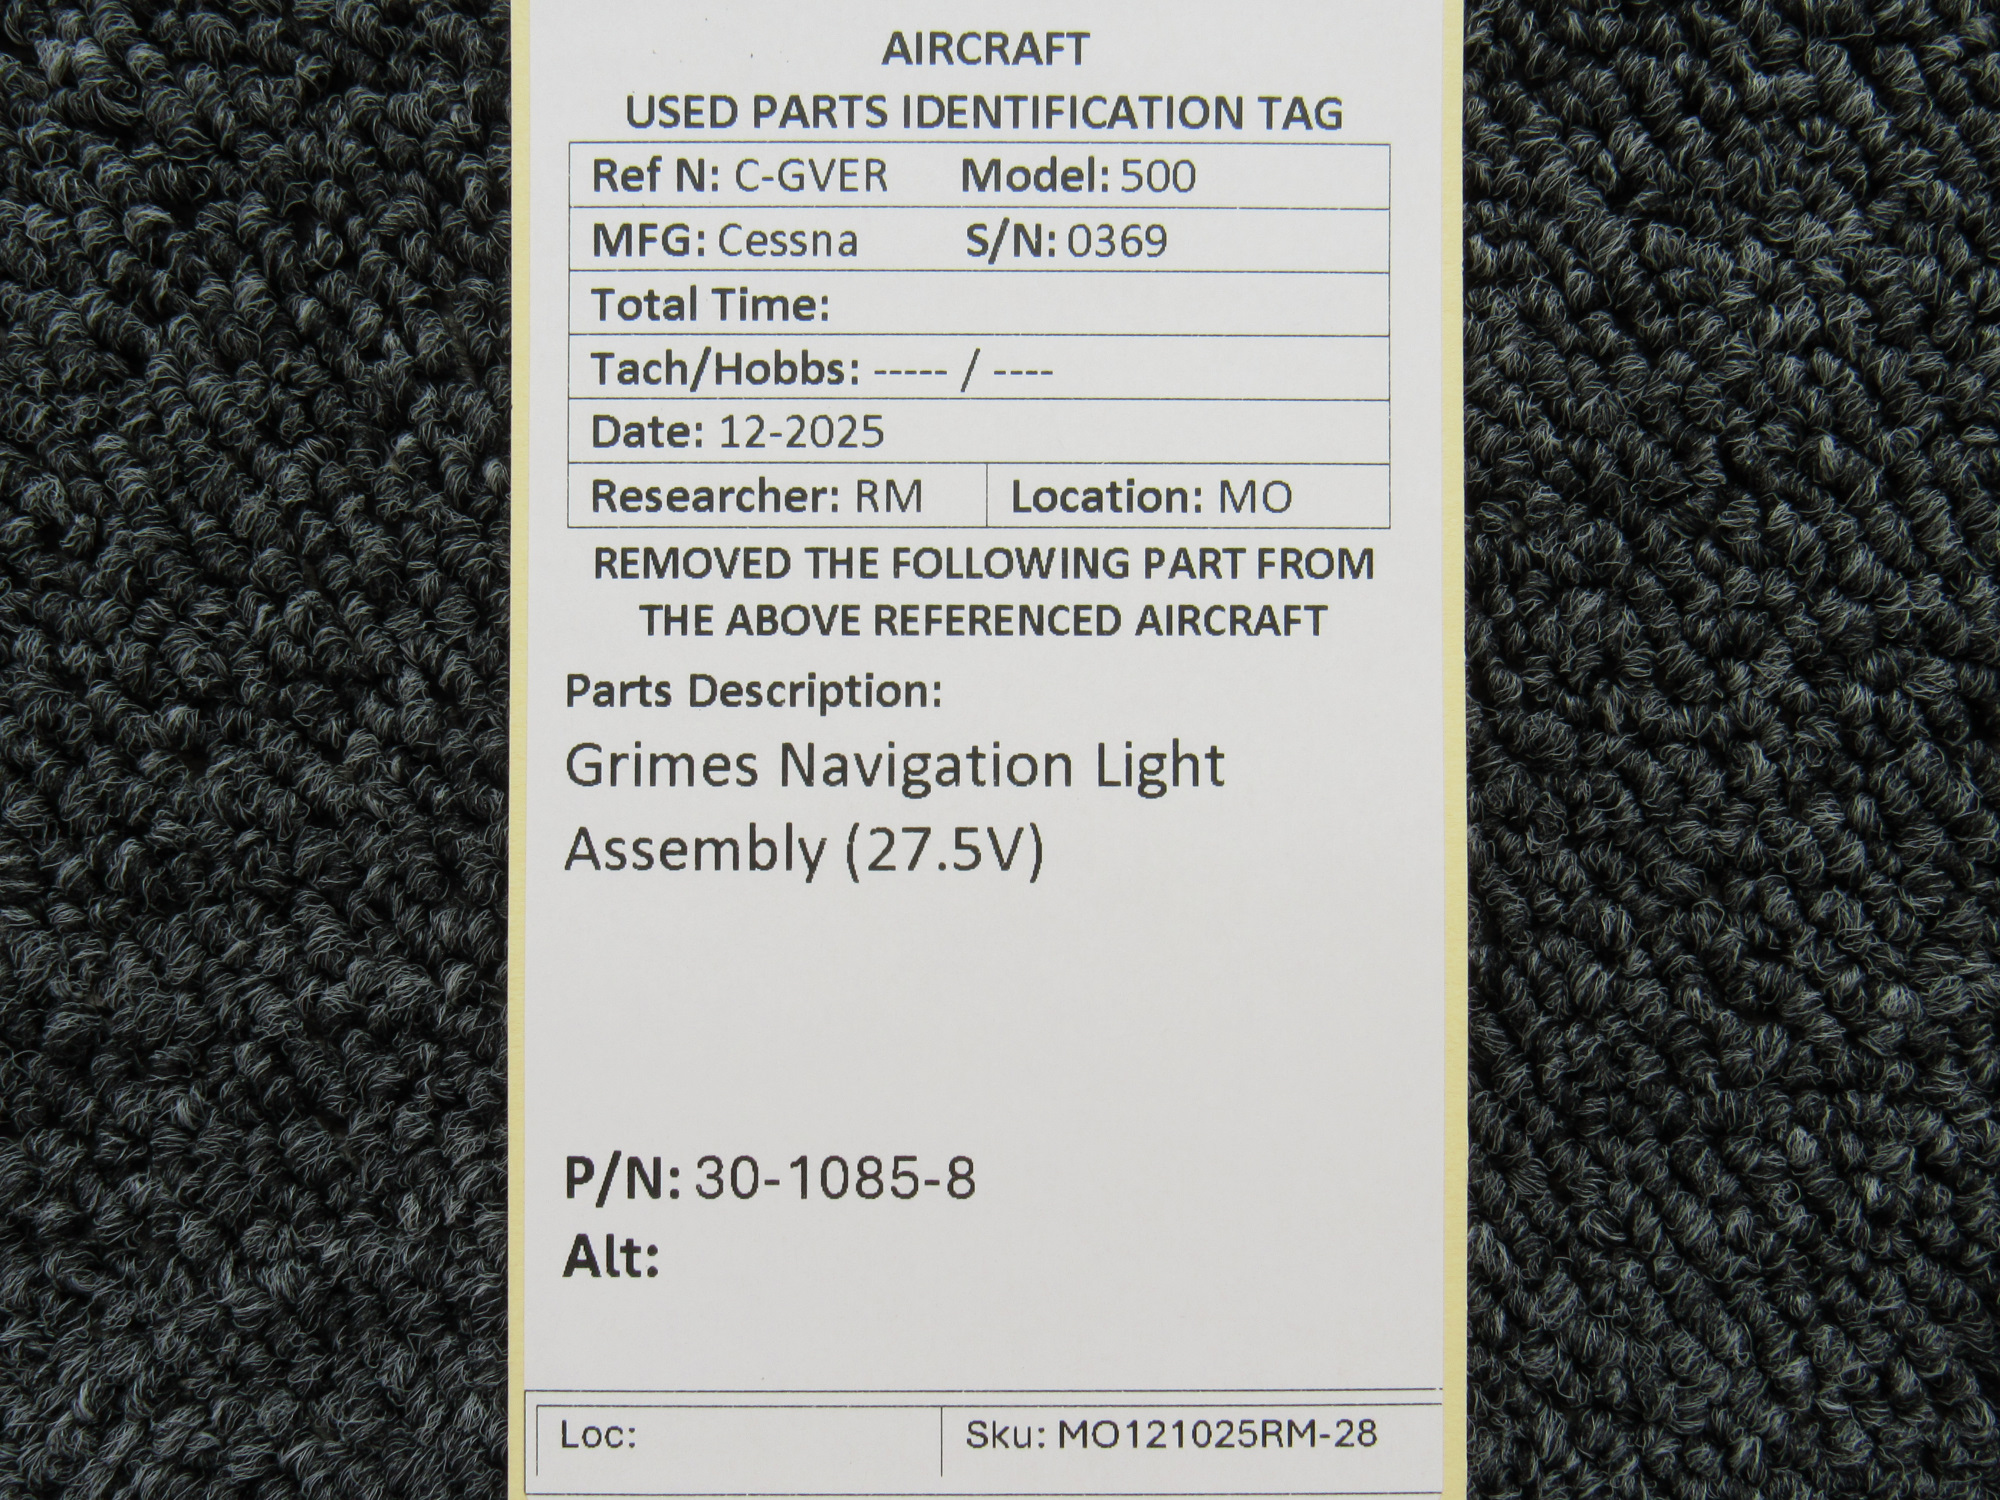 AIRCRAFT
USED PARTS IDENTIFICATION TAG
Ref N: C-GVER Model: 500
MFG: Cessna S/N: 0369
Total Time:
Tach/Hobbs: ----- / ----
Date: 12-2025
Researcher: RM Location: MO
REMOVED THE FOLLOWING PART FROM
THE ABOVE REFERENCED AIRCRAFT
Parts Description:
Grimes Navigation Light
Assembly (27.5V)
P/N: 30-1085-8
Alt:
Loc: Sku: MO121025RM-28